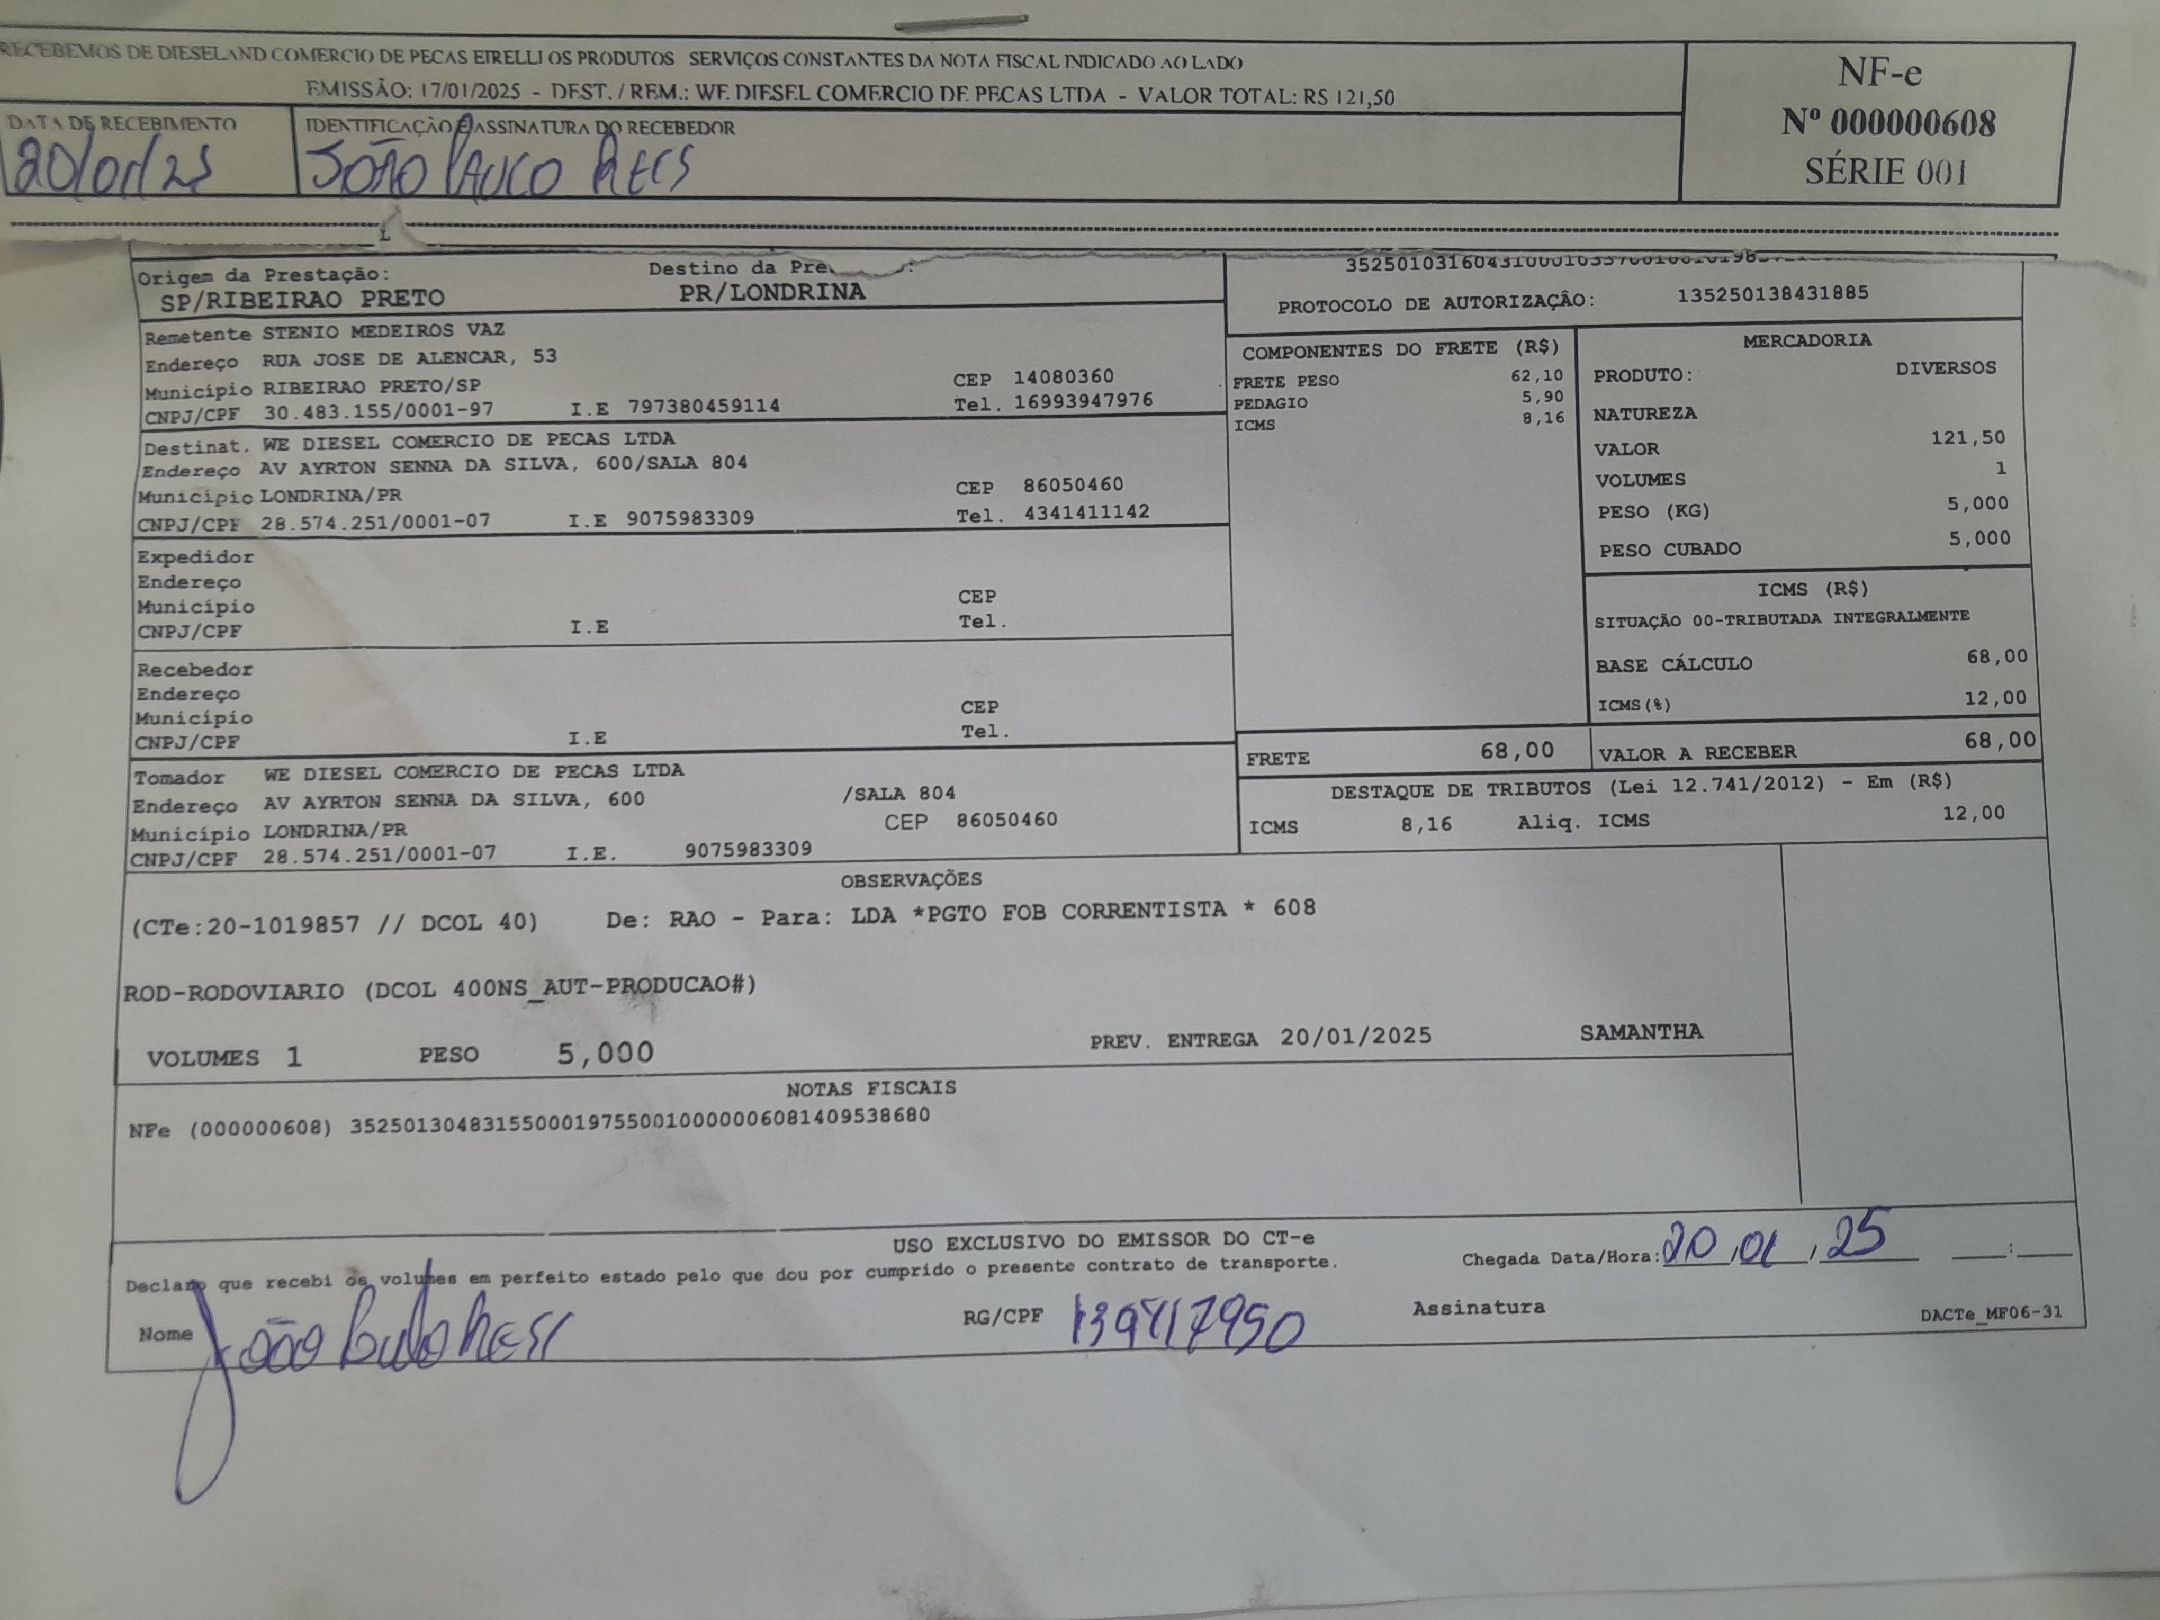 RECEBEMOS DE DIESELAND COMERCIO DE PECAS EIRELLI OS PRODUTOS SERVIÇOS CONSTANTES DA NOTA FISCAL INDICADO AO LADO
EMISSÃO: 17/01/2025 - DEST. / REM.: WE DIESEL COMERCIO DE PECAS LTDA - VALOR TOTAL: R$ 121,50
DATA DE RECEBIMENTO
20/01/25
IDENTIFICAÇÃO E ASSINATURA DO RECEBEDOR
JOÃO PAULO REIS
NF-e
Nº 000000608
SÉRIE 001
Origem da Prestação:
SP/RIBEIRAO PRETO
Destino da Pre
PR/LONDRINA
PROTOCOLO DE AUTORIZAÇÃO: 135250138431885
Remetente STENIO MEDEIROS VAZ
Endereço RUA JOSE DE ALENCAR, 53
Município RIBEIRAO PRETO/SP CEP 14080360
CNPJ/CPF 30.483.155/0001-97 I.E 797380459114 Tel. 16993947976
Destinat. WE DIESEL COMERCIO DE PECAS LTDA
Endereço AV AYRTON SENNA DA SILVA, 600/SALA 804
Município LONDRINA/PR CEP 86050460
CNPJ/CPF 28.574.251/0001-07 I.E 9075983309 Tel. 4341411142
Expedidor
Endereço
Município CEP
CNPJ/CPF I.E Tel.
Recebedor
Endereço
Município CEP
CNPJ/CPF I.E Tel.
Tomador WE DIESEL COMERCIO DE PECAS LTDA
Endereço AV AYRTON SENNA DA SILVA, 600 /SALA 804
Município LONDRINA/PR CEP 86050460
CNPJ/CPF 28.574.251/0001-07 I.E. 9075983309
COMPONENTES DO FRETE (R$)
FRETE PESO 62,10
PEDAGIO 5,90
ICMS 8,16
MERCADORIA
PRODUTO: DIVERSOS
NATUREZA
VALOR 121,50
VOLUMES 1
PESO (KG) 5,000
PESO CUBADO 5,000
ICMS (R$)
SITUAÇÃO 00-TRIBUTADA INTEGRALMENTE
BASE CÁLCULO 68,00
ICMS(%) 12,00
FRETE 68,00
VALOR A RECEBER 68,00
DESTAQUE DE TRIBUTOS (Lei 12.741/2012) - Em (R$)
ICMS 8,16 Aliq. ICMS 12,00
OBSERVAÇÕES
(CTe:20-1019857 // DCOL 40) De: RAO - Para: LDA *PGTO FOB CORRENTISTA * 608
ROD-RODOVIARIO (DCOL 400NS_AUT-PRODUCAO#)
VOLUMES 1 PESO 5,000 PREV. ENTREGA 20/01/2025 SAMANTHA
NOTAS FISCAIS
NFe (000000608) 35250130483155000197550010000006081409538680
USO EXCLUSIVO DO EMISSOR DO CT-e
Declaro que recebi os volumes em perfeito estado pelo que dou por cumprido o presente contrato de transporte.
Chegada Data/Hora: 20/01/25 :
Nome João Paulo Reis
RG/CPF
Assinatura
DACTe_MF06-31